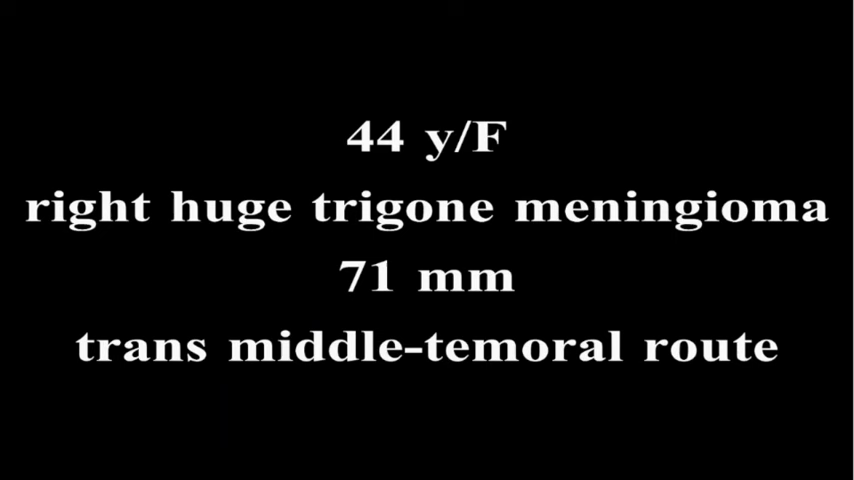 44 y/F
right huge trigone meningioma
71 mm
trans middle-temoral route